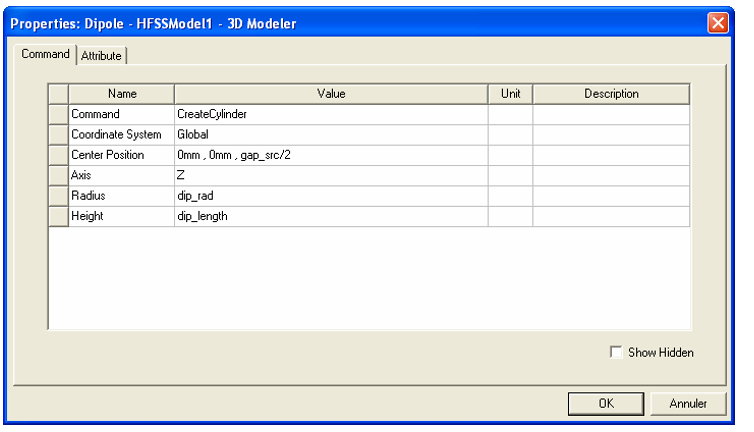 Properties: Dipole - HFSSModel1 - 3D Modeler
Command Attribute
Name Value Unit Description
Command CreateCylinder
Coordinate System Global
Center Position 0mm , 0mm , gap_src/2
Axis Z
Radius dip_rad
Height dip_length
Show Hidden
OK Annuler